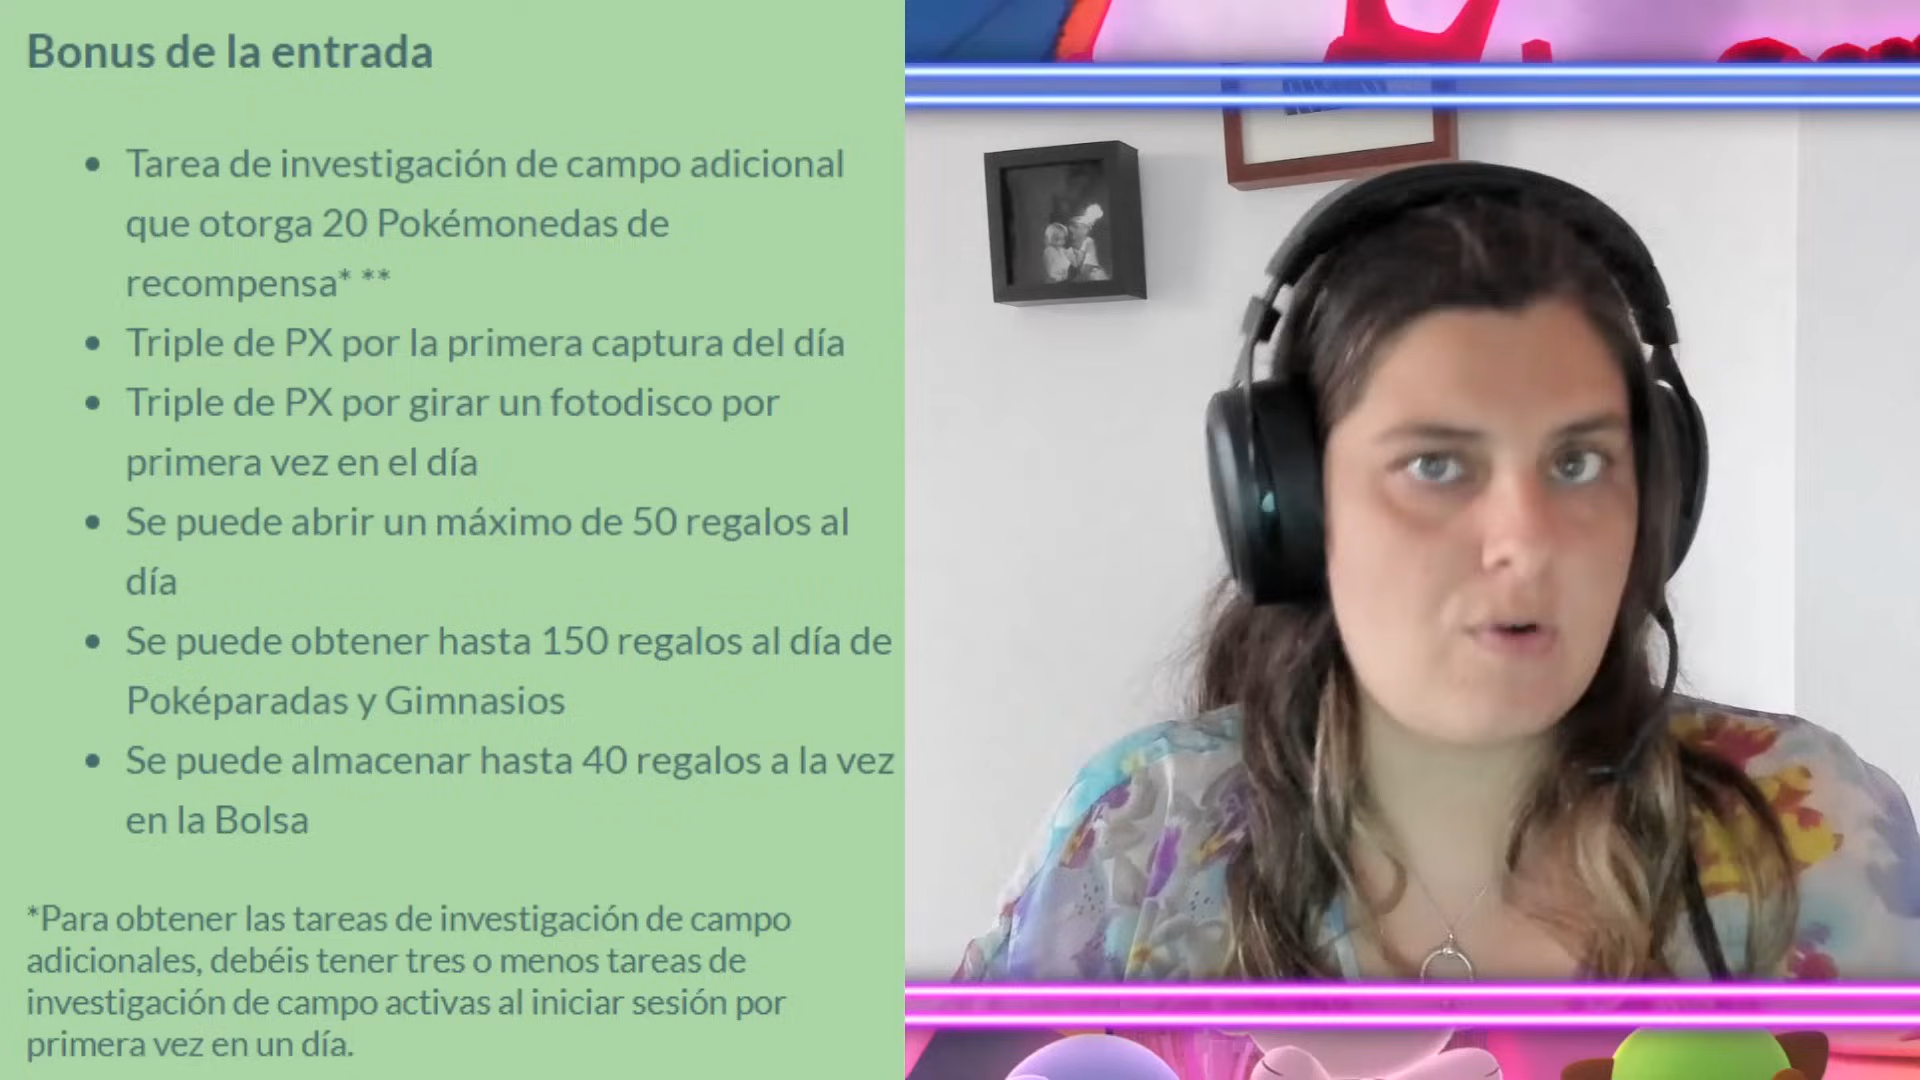 Bonus de la entrada
Tarea de investigación de campo adicional
que otorga 20 Pokémonedas de
recompensa* **
Triple de PX por la primera captura del día
Triple de PX por girar un fotodisco por
primera vez en el día
Se puede abrir un máximo de 50 regalos al
día
Se puede obtener hasta 150 regalos al día de
Poképaradas y Gimnasios
Se puede almacenar hasta 40 regalos a la vez
en la Bolsa
*Para obtener las tareas de investigación de campo
adicionales, debéis tener tres o menos tareas de
investigación de campo activas al iniciar sesión por
primera vez en un día.